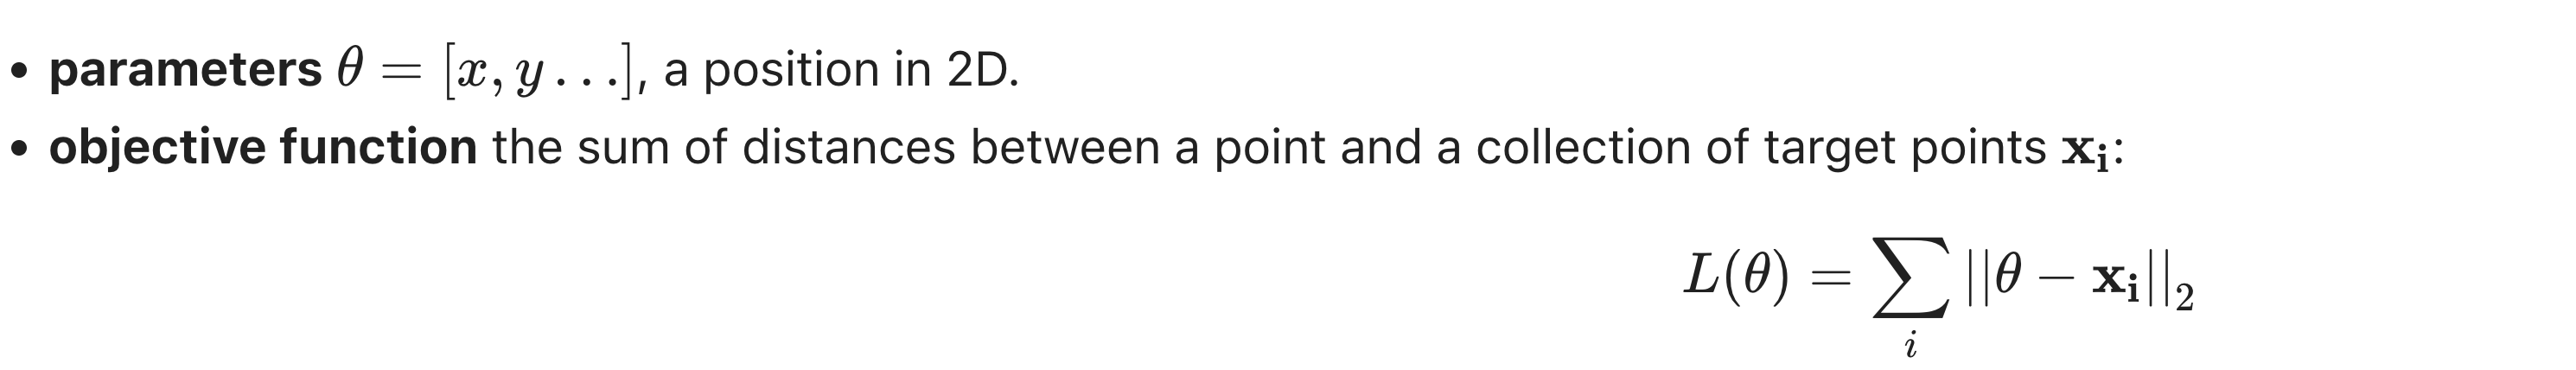 • parameters θ = [x, y . . .], a position in 2D.
• objective function the sum of distances between a point and a collection of target points xᵢ:
L(θ) = ∑ᵢ ||θ − xᵢ||₂